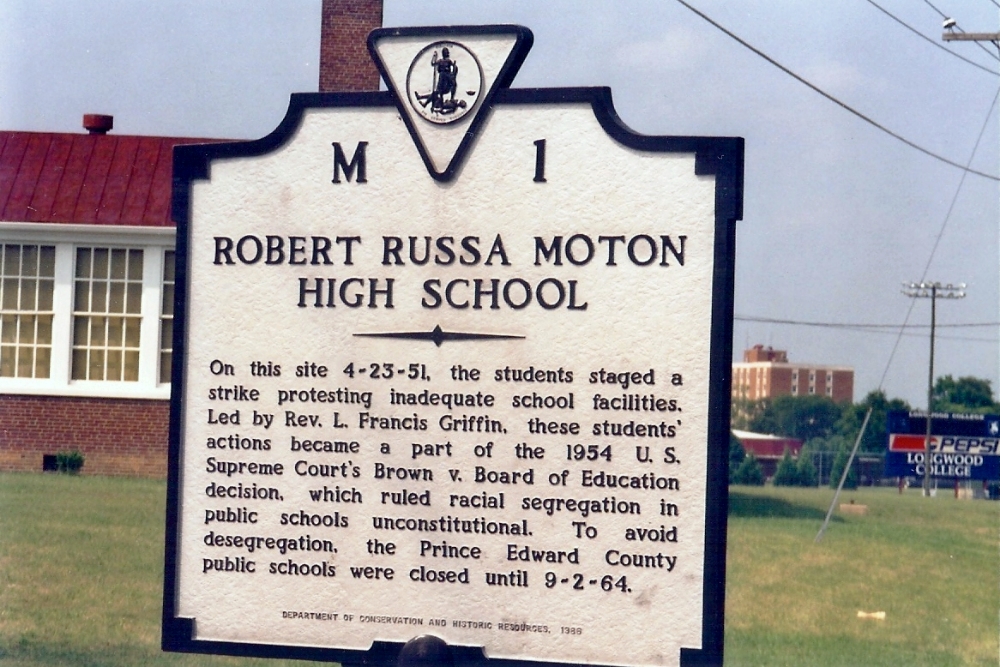 M 1
ROBERT RUSSA MOTON
HIGH SCHOOL
On this site 4-23-51, the students staged a
strike protesting inadequate school facilities.
Led by Rev. L. Francis Griffin, these students'
actions became a part of the 1954 U. S.
Supreme Court's Brown v. Board of Education
decision, which ruled racial segregation in
public schools unconstitutional. To avoid
desegregation, the Prince Edward County
public schools were closed until 9-2-64.
DEPARTMENT OF CONSERVATION AND HISTORIC RESOURCES, 1986
LONGWOOD COLLEGE
PEPSI
LONGWOOD
COLLEGE